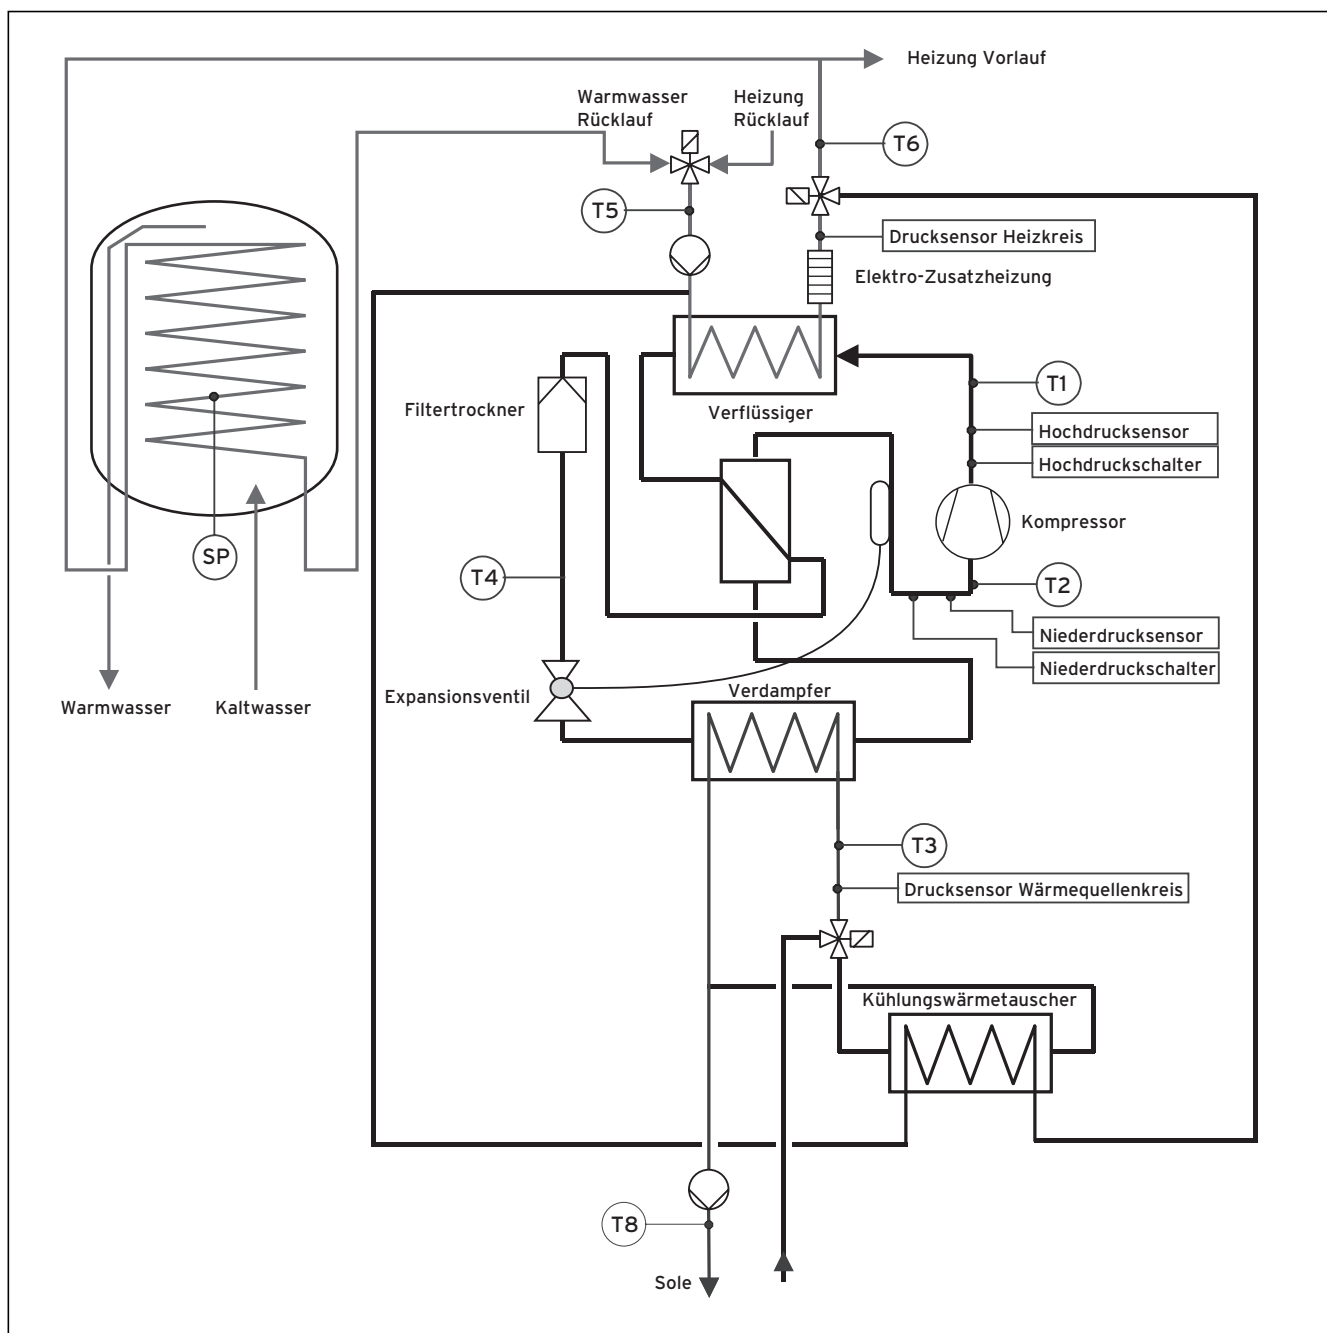 Heizung Vorlauf
Warmwasser
Rücklauf
Heizung
Rücklauf
T6
T5
Drucksensor Heizkreis
Elektro-Zusatzheizung
T1
Filtertrockner
Verflüssiger
Hochdrucksensor
Hochdruckschalter
Kompressor
SP
T4
T2
Niederdrucksensor
Niederdruckschalter
Expansionsventil
Verdampfer
Warmwasser
Kaltwasser
T3
Drucksensor Wärmequellenkreis
Kühlungswärmetauscher
T8
Sole